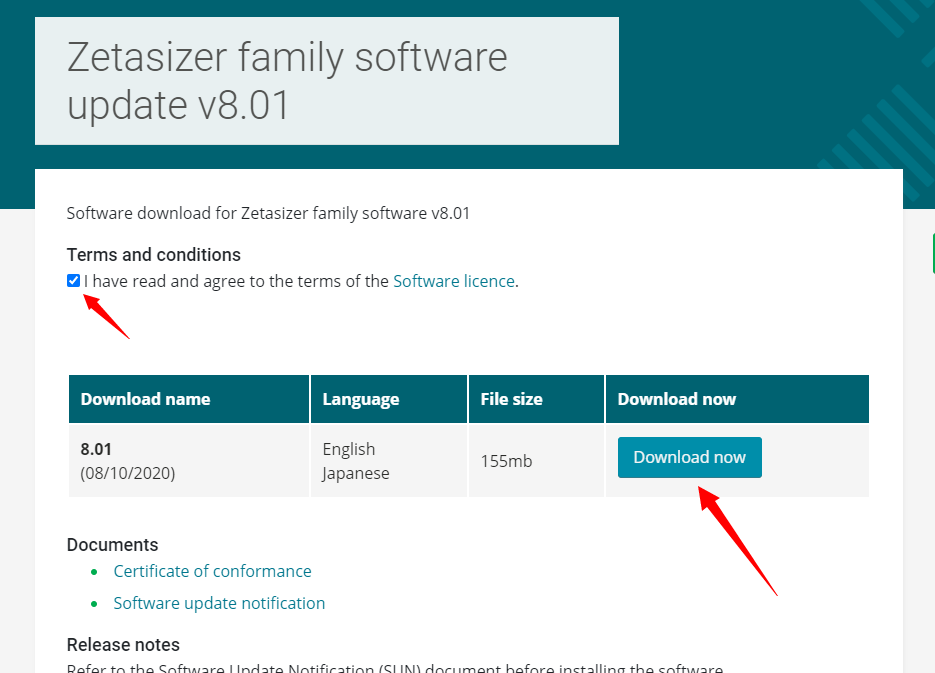 Zetasizer family software
update v8.01
Software download for Zetasizer family software v8.01
Terms and conditions
I have read and agree to the terms of the Software licence.
Download name Language File size Download now
8.01
(08/10/2020)
English
Japanese
155mb
Download now
Documents
Certificate of conformance
Software update notification
Release notes
Refer to the Software Update Notification (SUN) document before installing the software